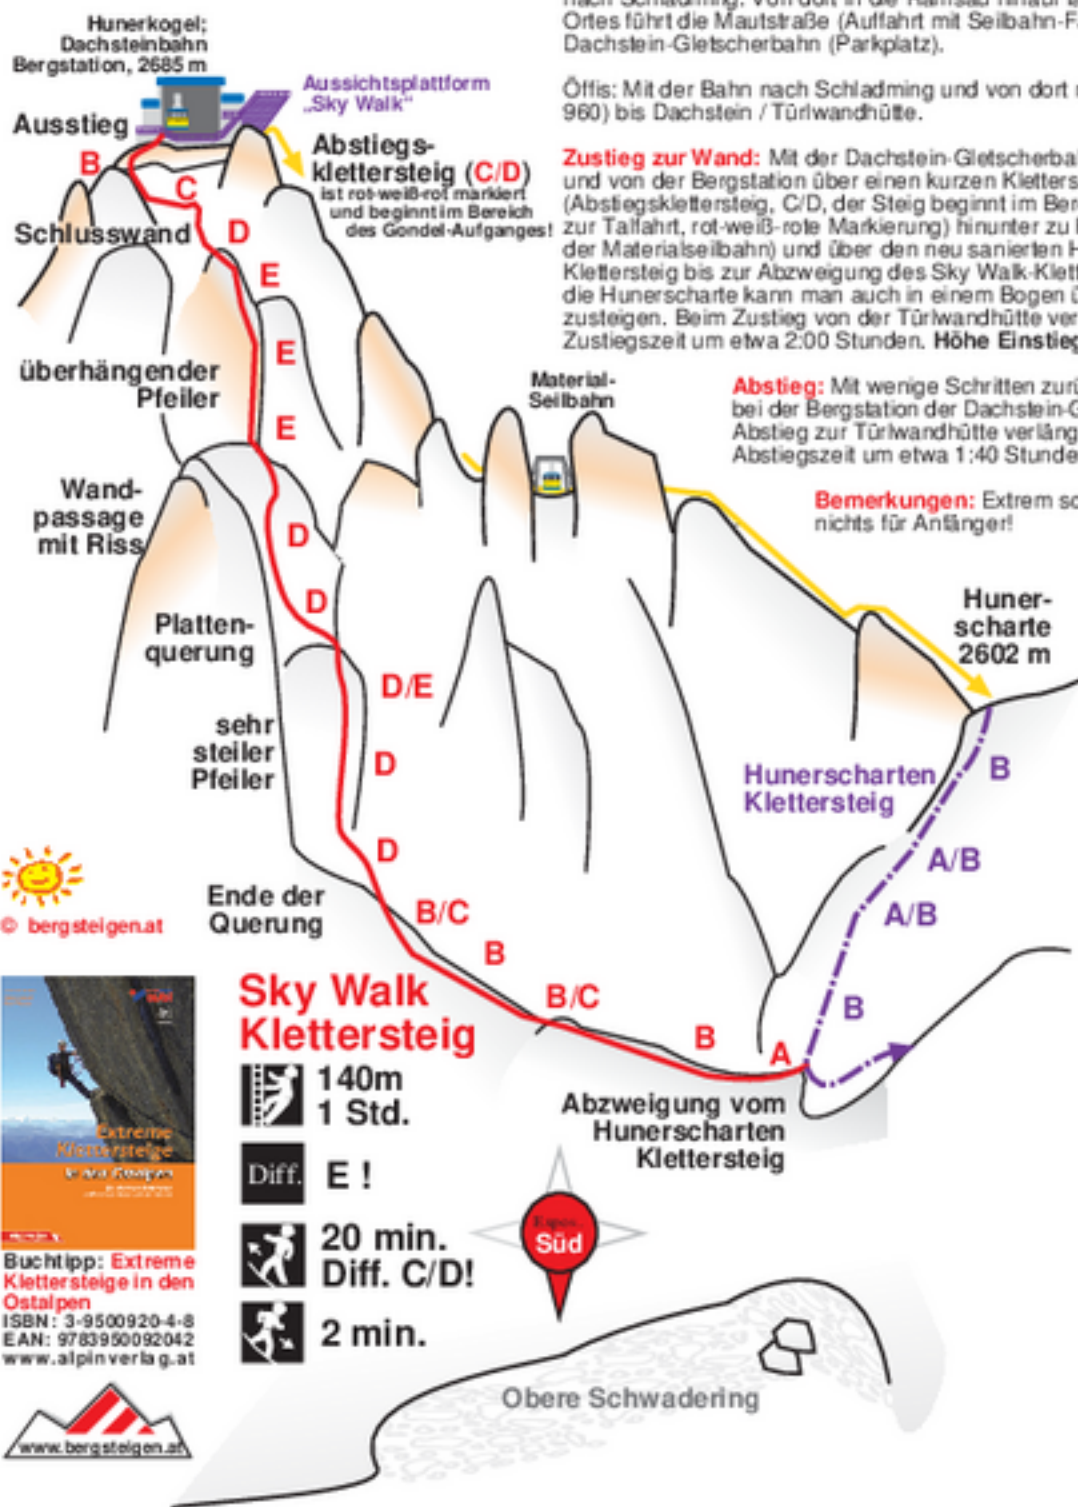 Ortes führt die Mautstraße (Auffahrt mit Seilbahn-F
Dachstein-Gletscherbahn (Parkplatz).
Öffis: Mit der Bahn nach Schladming und von dort
960) bis Dachstein / Türlwandhütte.
Zustieg zur Wand: Mit der Dachstein-Gletscherba
und von der Bergstation über einen kurzen Kletters
(Abstiegsklettersteig, C/D, der Steig beginnt im Ber
zur Talfahrt, rot-weiß-rote Markierung) hinunter zu
der Materialseilbahn) und über den neu sanierten H
Klettersteig bis zur Abzweigung des Sky Walk-Klett
die Hunerscharte kann man auch in einem Bogen ü
zusteigen. Beim Zustieg von der Türlwandhütte ver
Zustiegszeit um etwa 2:00 Stunden. Höhe Einstieg
Abstieg: Mit wenige Schritten zurü
bei der Bergstation der Dachstein-G
Abstieg zur Türlwandhütte verläng
Abstiegszeit um etwa 1:40 Stunde
Bemerkungen: Extrem sc
nichts für Anfänger!
Hunerkogel;
Dachsteinbahn
Bergstation, 2685 m
Aussichtsplattform
„Sky Walk“
Ausstieg
Abstiegs-
klettersteig (C/D)
ist rot-weiß-rot markiert
und beginnt im Bereich
des Gondel-Aufganges!
B
C
Schlusswand
D
E
E
überhängender
Pfeiler
E
Material-
Seilbahn
Wand-
passage
mit Riss
D
D
Platten-
querung
Huner-
scharte
2602 m
D/E
sehr
steiler
Pfeiler
D
D
Hunerscharten
Klettersteig
B
A/B
A/B
B
© bergsteigen.at
Ende der
Querung
B/C
B
B/C
B
A
Abzweigung vom
Hunerscharten
Klettersteig
Sky Walk
Klettersteig
140m
1 Std.
Diff. E !
20 min.
Diff. C/D!
2 min.
Süd
Extreme
Klettersteige
in den Ostalpen
Buchtipp: Extreme
Klettersteige in den
Ostalpen
ISBN: 3-9500920-4-8
EAN: 9783950092042
www.alpinverlag.at
www.bergsteigen.at
Obere Schwadering